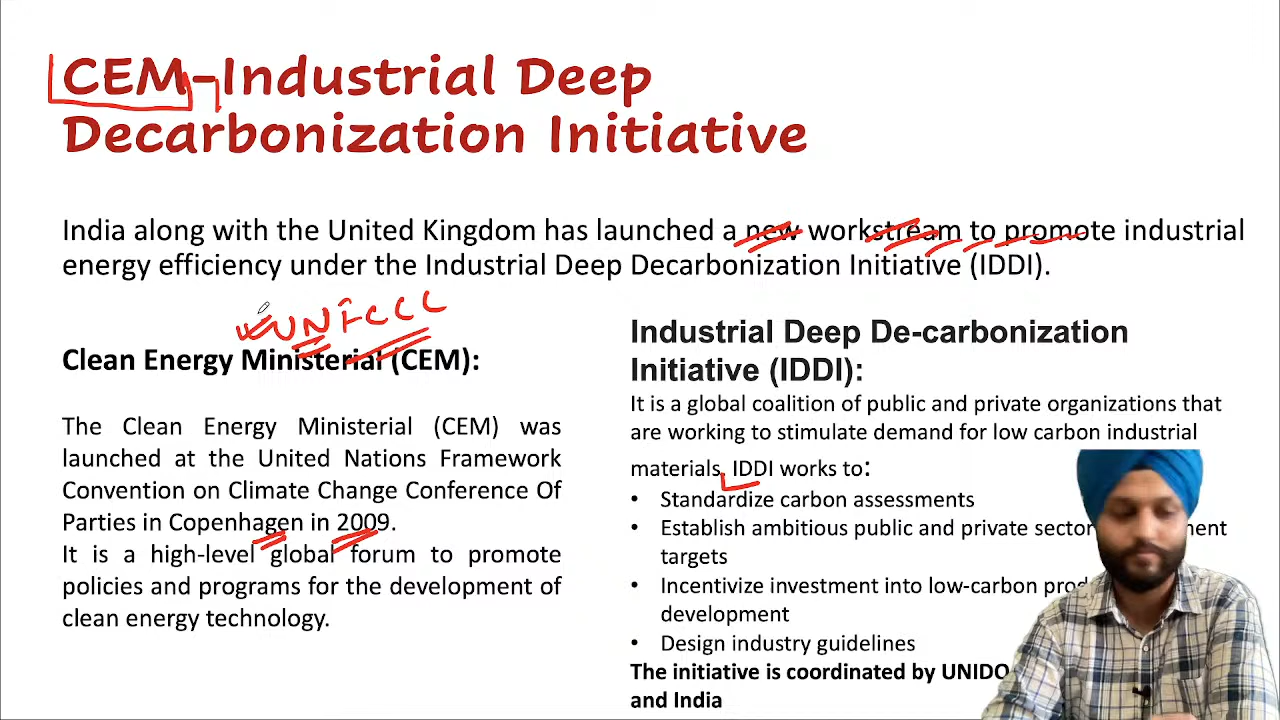 CEM-Industrial Deep
Decarbonization Initiative
India along with the United Kingdom has launched a new workstream to promote industrial
energy efficiency under the Industrial Deep Decarbonization Initiative (IDDI).
UNFCCC
Clean Energy Ministerial (CEM):
The Clean Energy Ministerial (CEM) was
launched at the United Nations Framework
Convention on Climate Change Conference Of
Parties in Copenhagen in 2009.
It is a high-level global forum to promote
policies and programs for the development of
clean energy technology.
Industrial Deep De-carbonization
Initiative (IDDI):
It is a global coalition of public and private organizations that
are working to stimulate demand for low carbon industrial
materials. IDDI works to:
• Standardize carbon assessments
• Establish ambitious public and private sector
targets
• Incentivize investment into low-carbon
development
• Design industry guidelines
The initiative is coordinated by UNIDO
and India